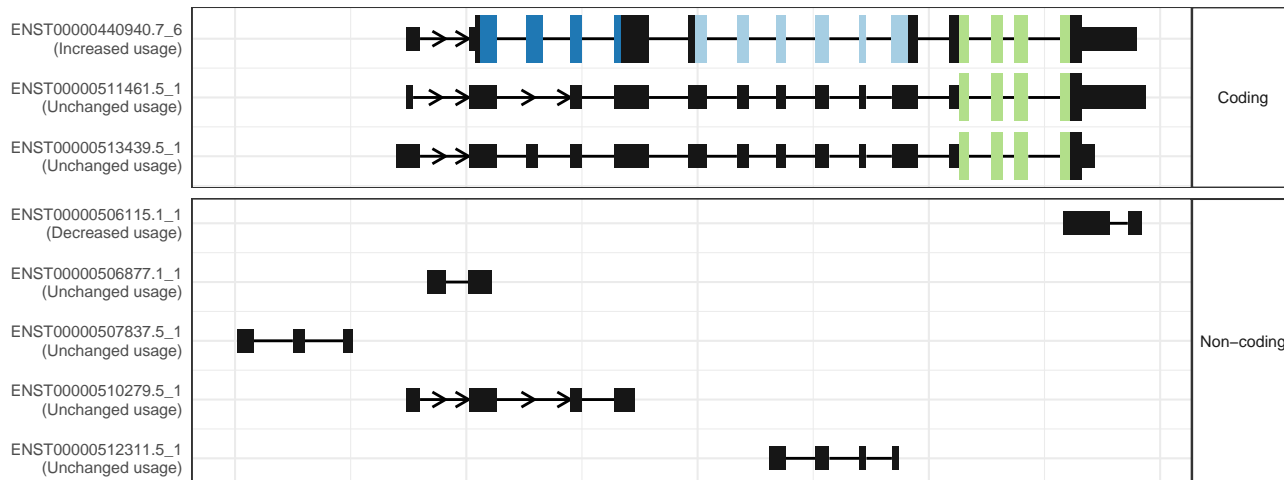 ENST00000440940.7_6
(Increased usage)
ENST00000511461.5_1
(Unchanged usage)
ENST00000513439.5_1
(Unchanged usage)
Coding
ENST00000506115.1_1
(Decreased usage)
ENST00000506877.1_1
(Unchanged usage)
ENST00000507837.5_1
(Unchanged usage)
Non−coding
ENST00000510279.5_1
(Unchanged usage)
ENST00000512311.5_1
(Unchanged usage)